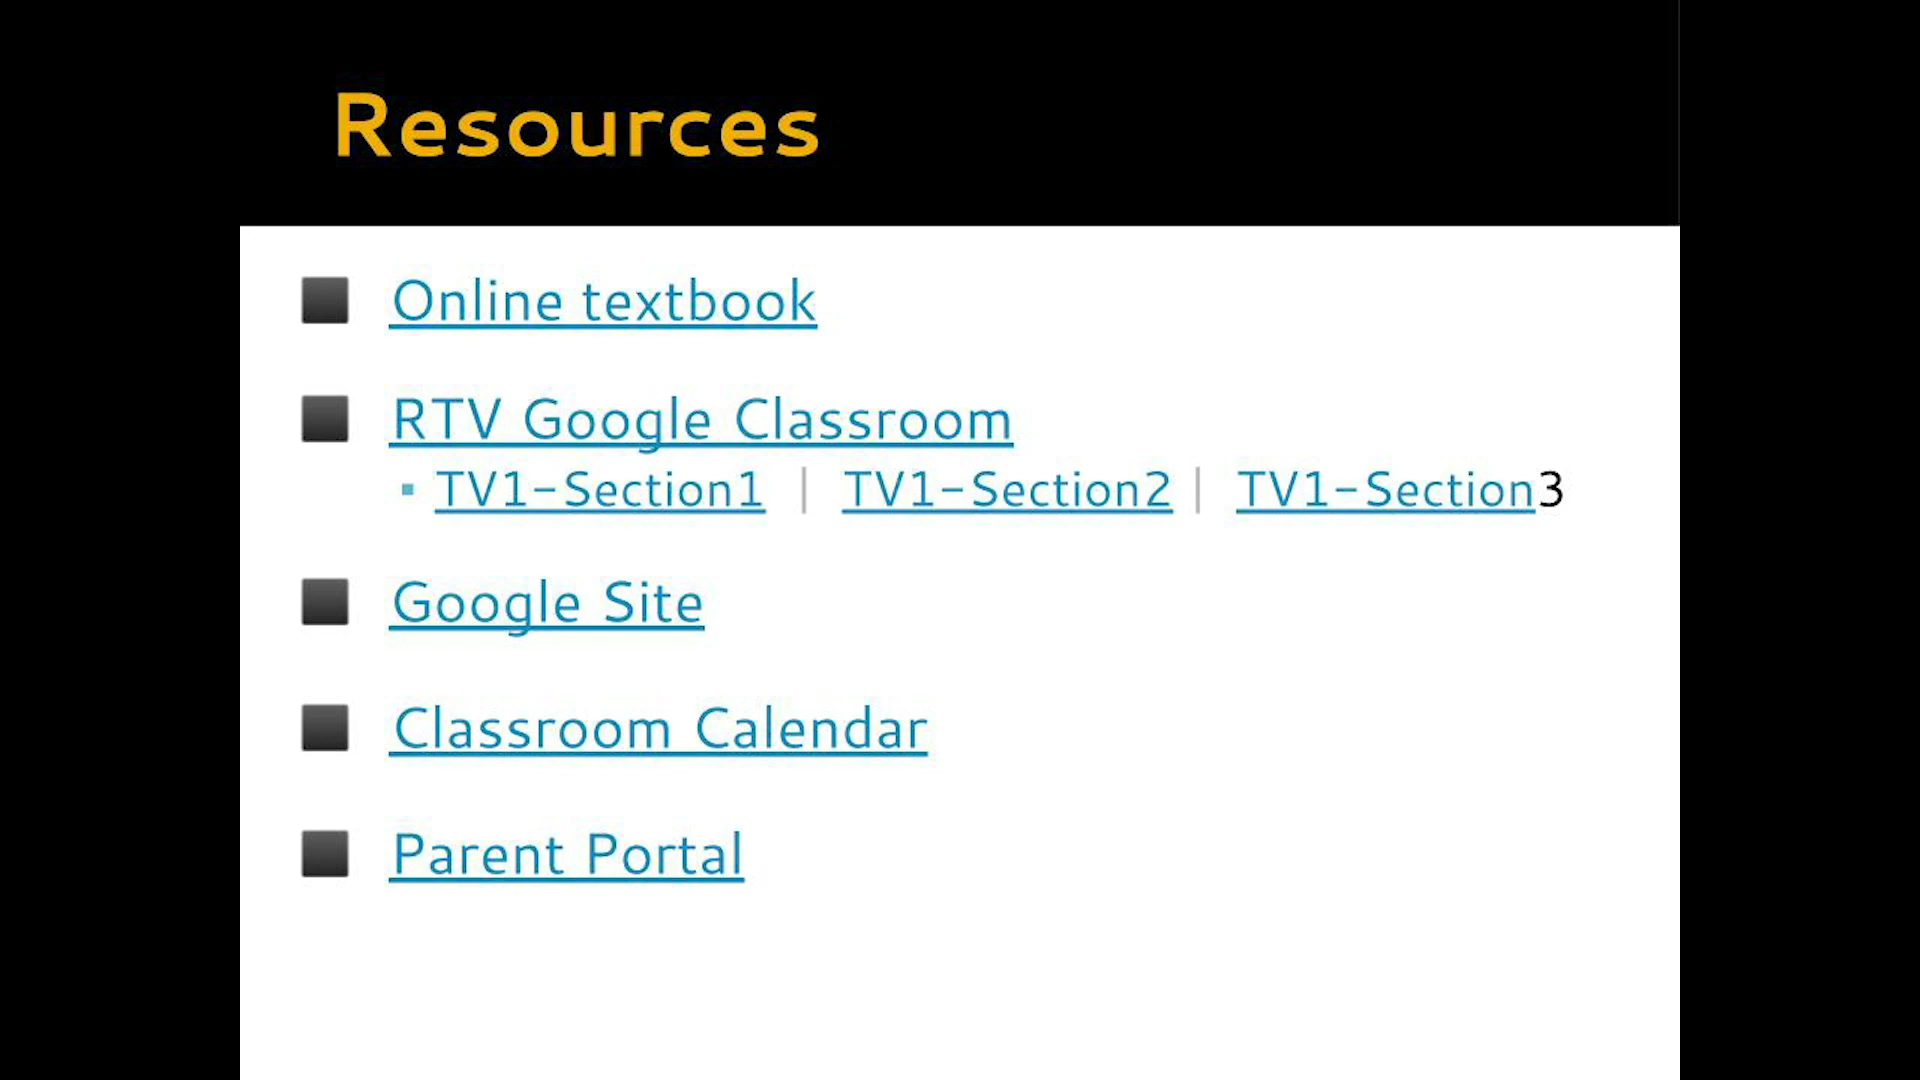 Resources
Online textbook
RTV Google Classroom
TV1-Section1 | TV1-Section2 | TV1-Section3
Google Site
Classroom Calendar
Parent Portal